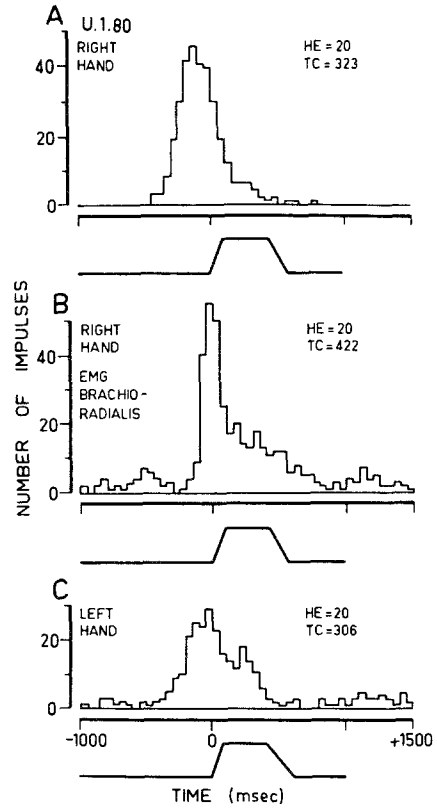 A U.1.80
RIGHT HAND
HE = 20
TC = 323
40
20
0
B
RIGHT HAND
HE = 20
TC = 422
EMG
BRACHIO-
RADIALIS
40
20
0
NUMBER OF IMPULSES
C
LEFT HAND
HE = 20
TC = 306
20
0
-1000 0 +1500
TIME (msec)